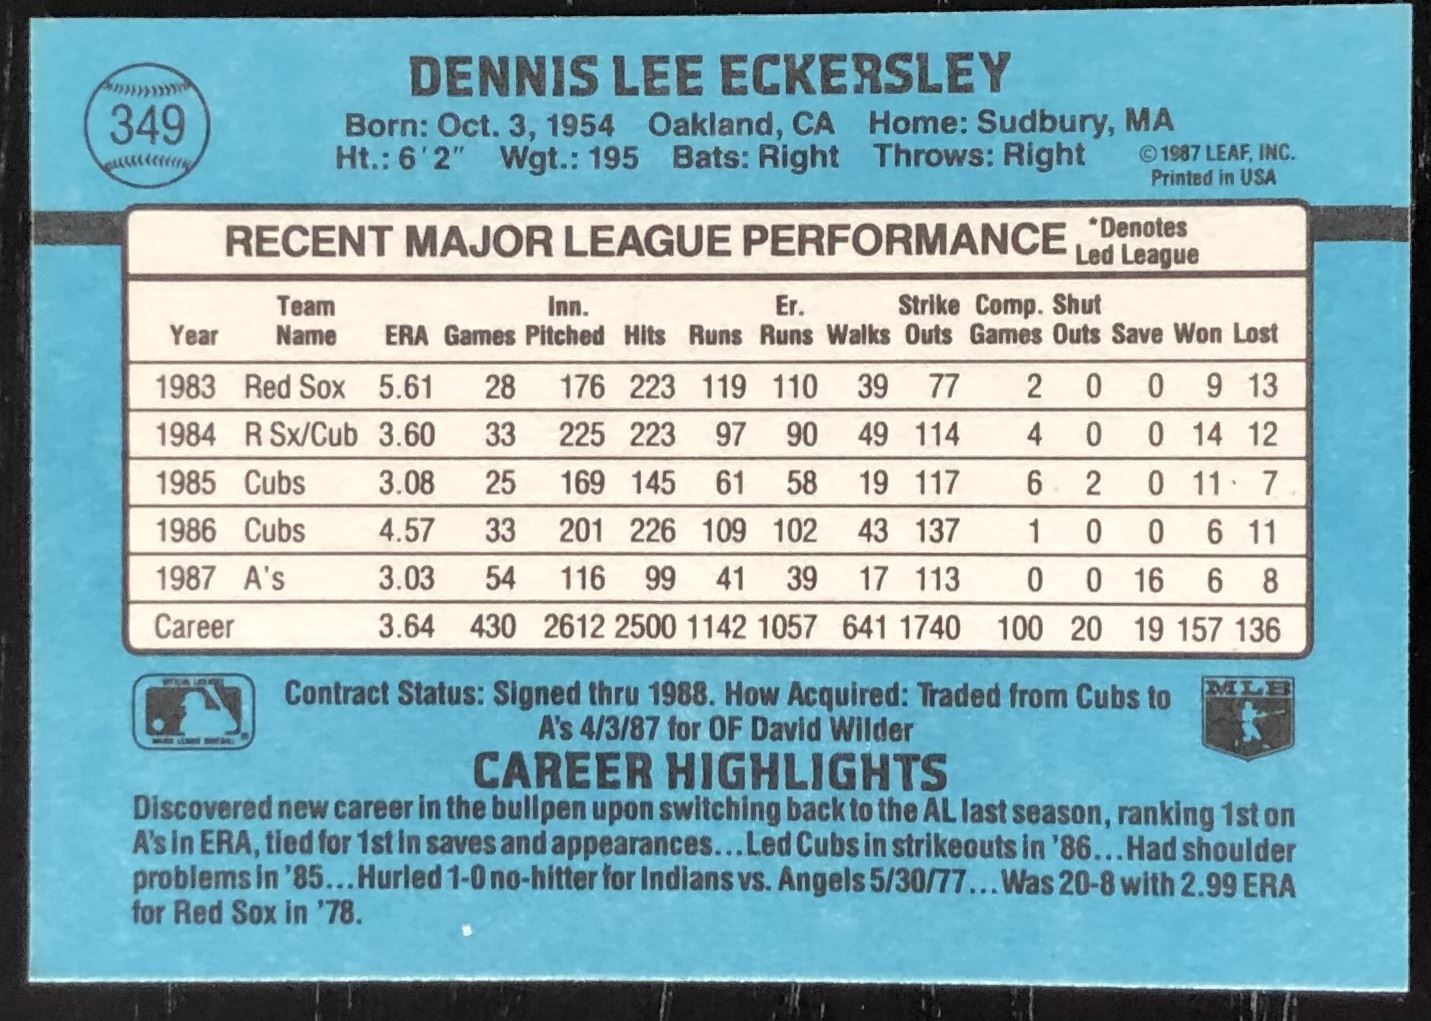 349
DENNIS LEE ECKERSLEY
Born: Oct. 3, 1954 Oakland, CA Home: Sudbury, MA
Ht.: 6'2" Wgt.: 195 Bats: Right Throws: Right
©1987 LEAF, INC.
Printed in USA
RECENT MAJOR LEAGUE PERFORMANCE
*Denotes
Led League
Year Team Name ERA Games Inn. Pitched Hits Runs Er. Runs Walks Strike Outs Comp. Games Shut Outs Save Won Lost
1983 Red Sox 5.61 28 176 223 119 110 39 77 2 0 0 9 13
1984 R Sx/Cub 3.60 33 225 223 97 90 49 114 4 0 0 14 12
1985 Cubs 3.08 25 169 145 61 58 19 117 6 2 0 11 7
1986 Cubs 4.57 33 201 226 109 102 43 137 1 0 0 6 11
1987 A's 3.03 54 116 99 41 39 17 113 0 0 16 6 8
Career 3.64 430 2612 2500 1142 1057 641 1740 100 20 19 157 136
Contract Status: Signed thru 1988. How Acquired: Traded from Cubs to
A's 4/3/87 for OF David Wilder
MLB
CAREER HIGHLIGHTS
Discovered new career in the bullpen upon switching back to the AL last season, ranking 1st on
A's in ERA, tied for 1st in saves and appearances...Led Cubs in strikeouts in '86...Had shoulder
problems in '85...Hurled 1-0 no-hitter for Indians vs. Angels 5/30/77...Was 20-8 with 2.99 ERA
for Red Sox in '78.